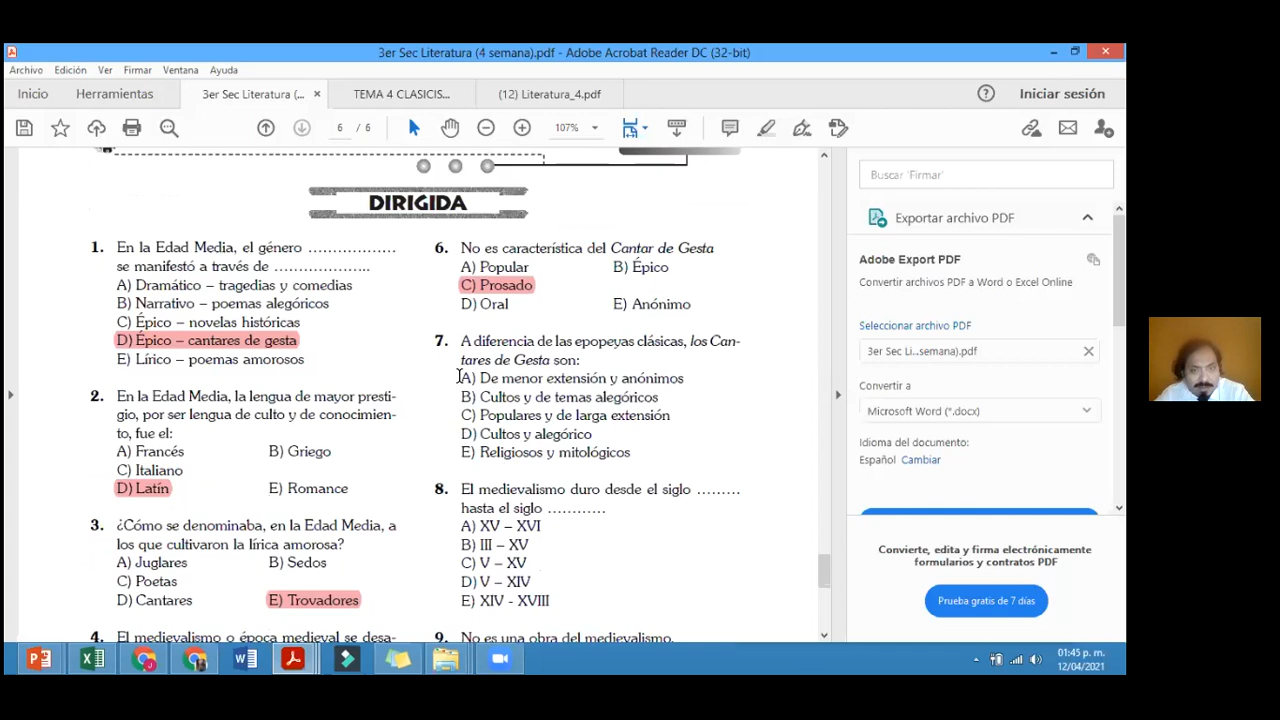 3er Sec Literatura (4 semana).pdf - Adobe Acrobat Reader DC (32-bit)
Archivo Edición Ver Firmar Ventana Ayuda
Inicio Herramientas 3er Sec Literatura (... × TEMA 4 CLASICIS... (12) Literatura_4.pdf Iniciar sesión
6 / 6 107%
DIRIGIDA
1. En la Edad Media, el género ..................
se manifestó a través de ...................
A) Dramático – tragedias y comedias
B) Narrativo – poemas alegóricos
C) Épico – novelas históricas
D) Épico – cantares de gesta
E) Lírico – poemas amorosos
2. En la Edad Media, la lengua de mayor presti-
gio, por ser lengua de culto y de conocimien-
to, fue el:
A) Francés B) Griego
C) Italiano
D) Latín E) Romance
3. ¿Cómo se denominaba, en la Edad Media, a
los que cultivaron la lírica amorosa?
A) Juglares B) Sedos
C) Poetas
D) Cantares E) Trovadores
4. El medievalismo o época medieval se desa-
6. No es característica del Cantar de Gesta
A) Popular B) Épico
C) Prosado
D) Oral E) Anónimo
7. A diferencia de las epopeyas clásicas, los Can-
tares de Gesta son:
A) De menor extensión y anónimos
B) Cultos y de temas alegóricos
C) Populares y de larga extensión
D) Cultos y alegórico
E) Religiosos y mitológicos
8. El medievalismo duro desde el siglo .........
hasta el siglo ............
A) XV – XVI
B) III – XV
C) V – XV
D) V – XIV
E) XIV - XVIII
9. No es una obra del medievalismo.
Buscar 'Firmar'
Exportar archivo PDF
Adobe Export PDF
Convertir archivos PDF a Word o Excel Online
Seleccionar archivo PDF
3er Sec Li...semana).pdf
Convertir a
Microsoft Word (*.docx)
Idioma del documento:
Español Cambiar
Convierte, edita y firma electrónicamente
formularios y contratos PDF
Prueba gratis de 7 días
01:45 p. m.
12/04/2021